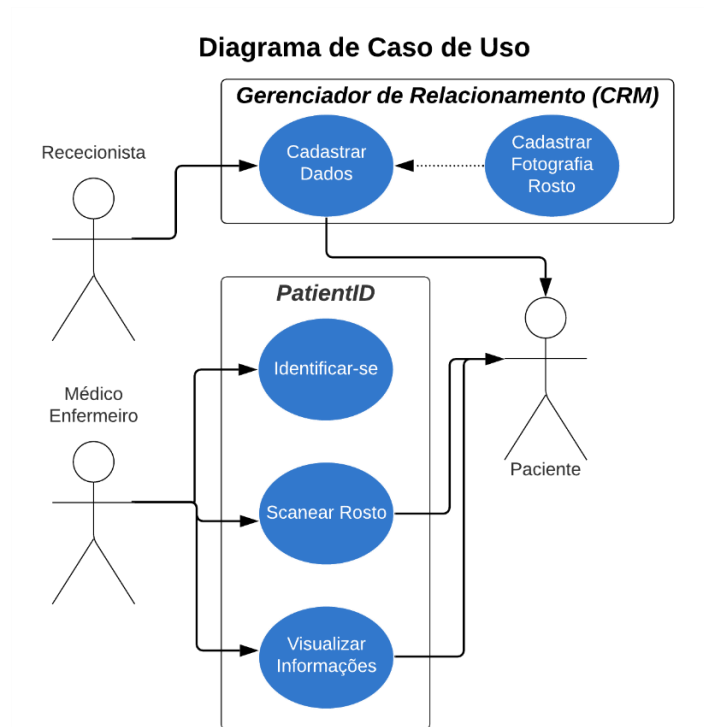 Diagrama de Caso de Uso
Gerenciador de Relacionamento (CRM)
Rececionista
Cadastrar
Dados
Cadastrar
Fotografia
Rosto
PatientID
Identificar-se
Médico
Enfermeiro
Paciente
Scanear Rosto
Visualizar
Informações